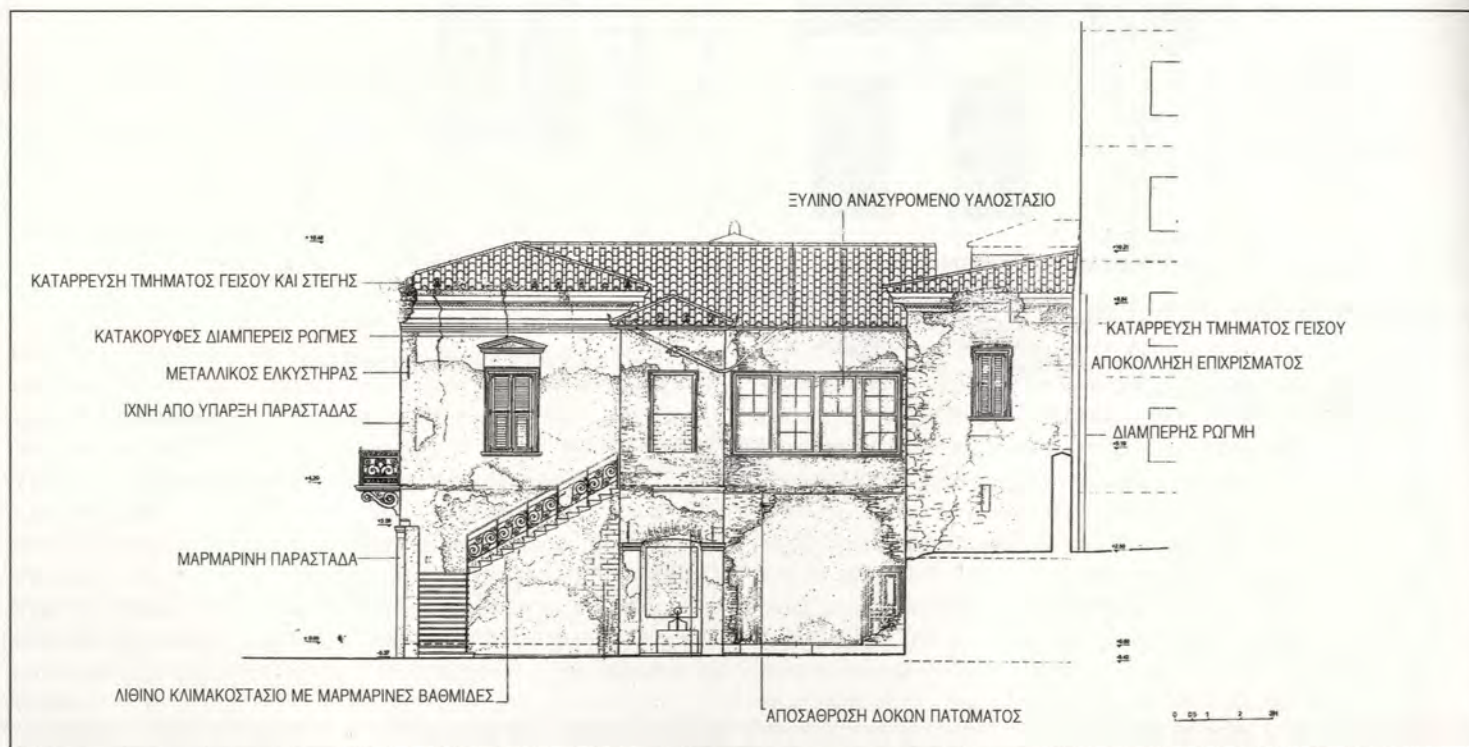 ΞΥΛΙΝΟ ΑΝΑΣΥΡΟΜΕΝΟ ΥΑΛΟΣΤΑΣΙΟ
ΚΑΤΑΡΡΕΥΣΗ ΤΜΗΜΑΤΟΣ ΓΕΙΣΟΥ ΚΑΙ ΣΤΕΓΗΣ
ΚΑΤΑΚΟΡΥΦΕΣ ΔΙΑΜΠΕΡΕΙΣ ΡΩΓΜΕΣ
ΜΕΤΑΛΛΙΚΟΣ ΕΛΚΥΣΤΗΡΑΣ
ΙΧΝΗ ΑΠΟ ΥΠΑΡΞΗ ΠΑΡΑΣΤΑΔΑΣ
ΚΑΤΑΡΡΕΥΣΗ ΤΜΗΜΑΤΟΣ ΓΕΙΣΟΥ
ΑΠΟΚΟΛΛΗΣΗ ΕΠΙΧΡΙΣΜΑΤΟΣ
ΔΙΑΜΠΕΡΗΣ ΡΩΓΜΗ
ΜΑΡΜΑΡΙΝΗ ΠΑΡΑΣΤΑΔΑ
ΛΙΘΙΝΟ ΚΛΙΜΑΚΟΣΤΑΣΙΟ ΜΕ ΜΑΡΜΑΡΙΝΕΣ ΒΑΘΜΙΔΕΣ
ΑΠΟΣΑΘΡΩΣΗ ΔΟΚΩΝ ΠΑΤΩΜΑΤΟΣ